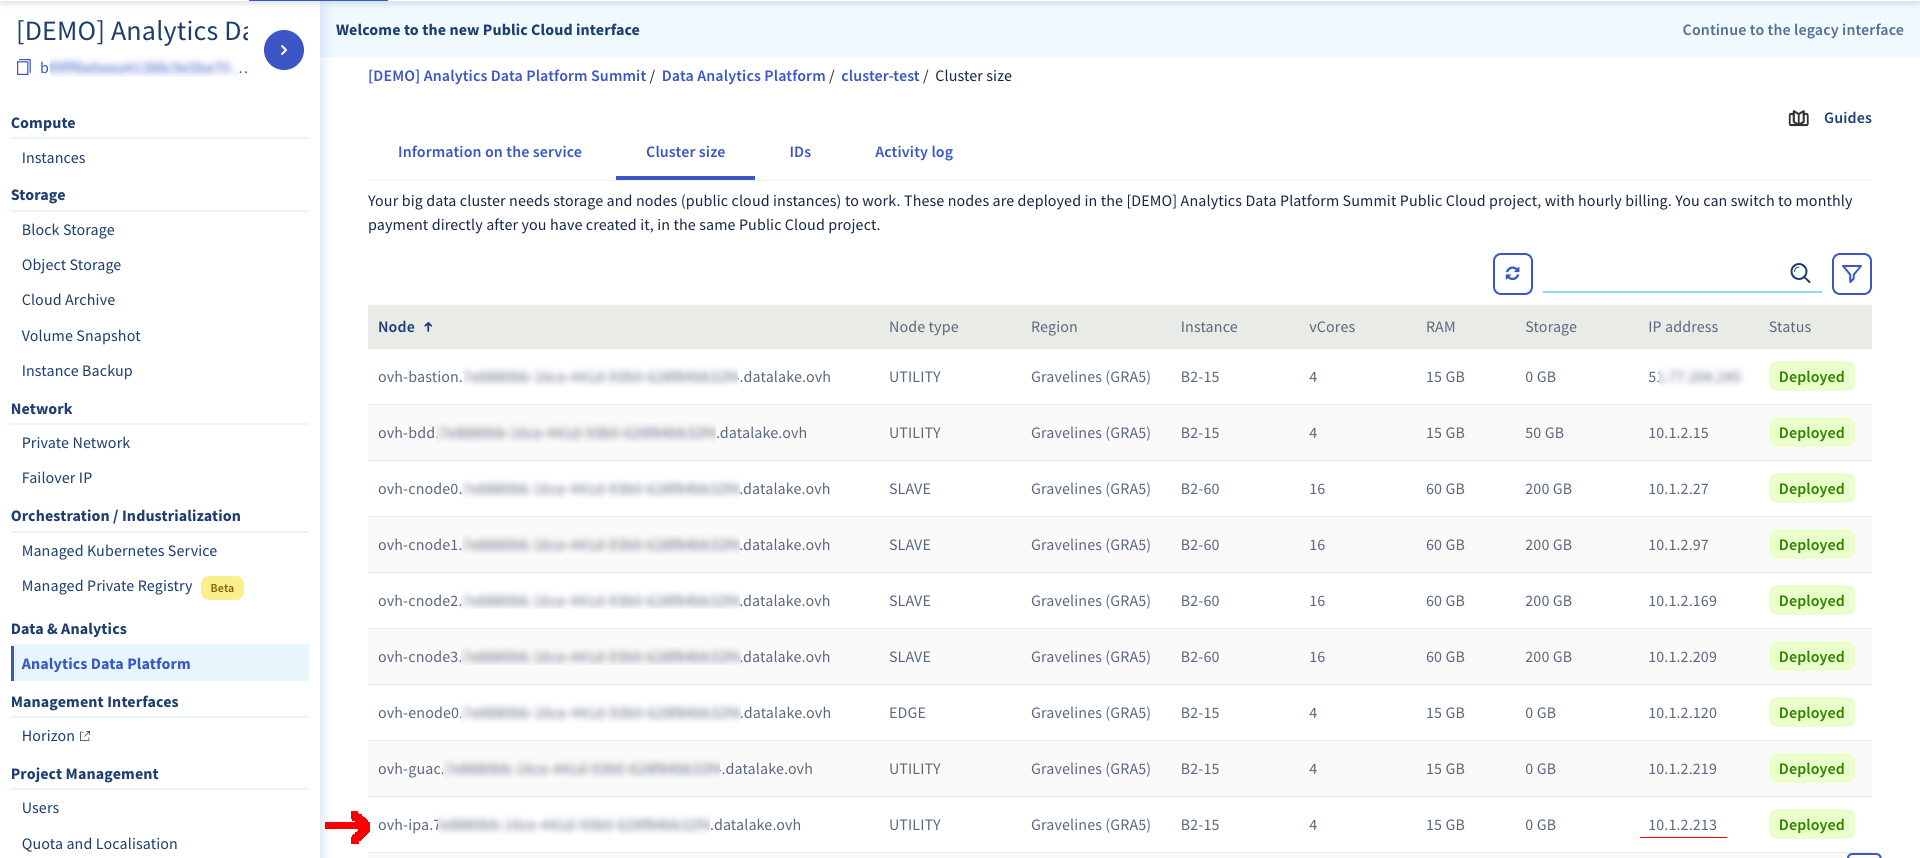 [DEMO] Analytics Da
b
Compute
Instances
Storage
Block Storage
Object Storage
Cloud Archive
Volume Snapshot
Instance Backup
Network
Private Network
Failover IP
Orchestration / Industrialization
Managed Kubernetes Service
Managed Private Registry Beta
Data & Analytics
Analytics Data Platform
Management Interfaces
Horizon
Project Management
Users
Quota and Localisation
Welcome to the new Public Cloud interface
Continue to the legacy interface
[DEMO] Analytics Data Platform Summit / Data Analytics Platform / cluster-test / Cluster size
Guides
Information on the service Cluster size IDs Activity log
Your big data cluster needs storage and nodes (public cloud instances) to work. These nodes are deployed in the [DEMO] Analytics Data Platform Summit Public Cloud project, with hourly billing. You can switch to monthly
payment directly after you have created it, in the same Public Cloud project.
Node ↑ Node type Region Instance vCores RAM Storage IP address Status
ovh-bastion. .datalake.ovh UTILITY Gravelines (GRA5) B2-15 4 15 GB 0 GB Deployed
ovh-bdd. .datalake.ovh UTILITY Gravelines (GRA5) B2-15 4 15 GB 50 GB 10.1.2.15 Deployed
ovh-cnode0. .datalake.ovh SLAVE Gravelines (GRA5) B2-60 16 60 GB 200 GB 10.1.2.27 Deployed
ovh-cnode1. .datalake.ovh SLAVE Gravelines (GRA5) B2-60 16 60 GB 200 GB 10.1.2.97 Deployed
ovh-cnode2. .datalake.ovh SLAVE Gravelines (GRA5) B2-60 16 60 GB 200 GB 10.1.2.169 Deployed
ovh-cnode3. .datalake.ovh SLAVE Gravelines (GRA5) B2-60 16 60 GB 200 GB 10.1.2.209 Deployed
ovh-enode0. .datalake.ovh EDGE Gravelines (GRA5) B2-15 4 15 GB 0 GB 10.1.2.120 Deployed
ovh-guac. .datalake.ovh UTILITY Gravelines (GRA5) B2-15 4 15 GB 0 GB 10.1.2.219 Deployed
ovh-ipa. .datalake.ovh UTILITY Gravelines (GRA5) B2-15 4 15 GB 0 GB 10.1.2.213 Deployed